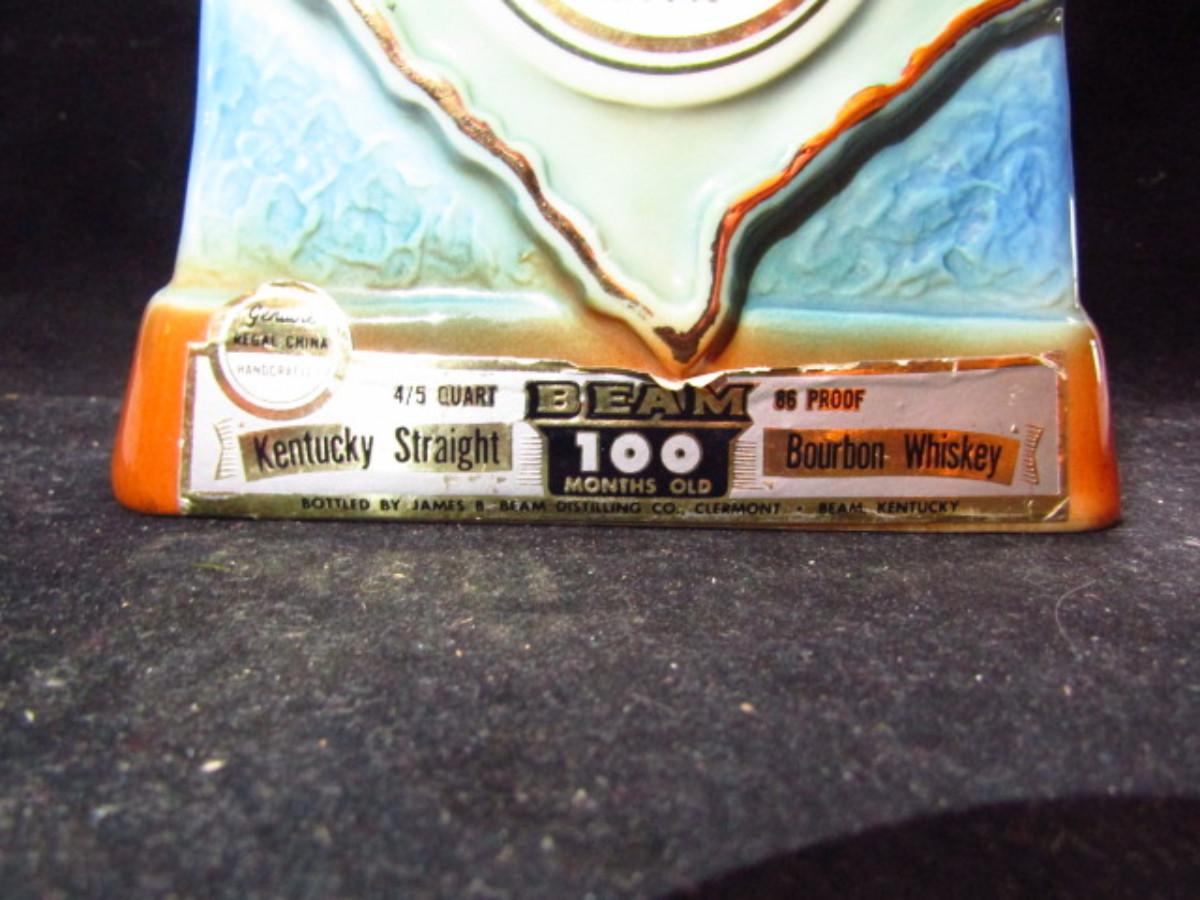 Genuine
REGAL CHINA
HANDCRAFTED
4/5 QUART
BEAM
86 PROOF
Kentucky Straight
100
Bourbon Whiskey
MONTHS OLD
BOTTLED BY JAMES B. BEAM DISTILLING CO., CLERMONT • BEAM, KENTUCKY